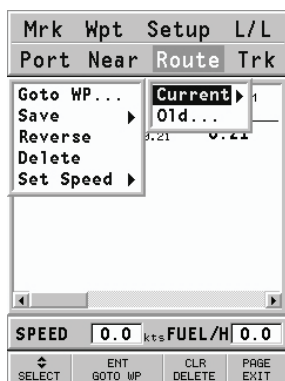 Mrk Wpt Setup L/L
Port Near Route Trk
Goto WP...
Save
Reverse
Delete
Set Speed
Current
Old...
SPEED 0.0 kts FUEL/H 0.0
SELECT
ENT
GOTO WP
CLR
DELETE
PAGE
EXIT